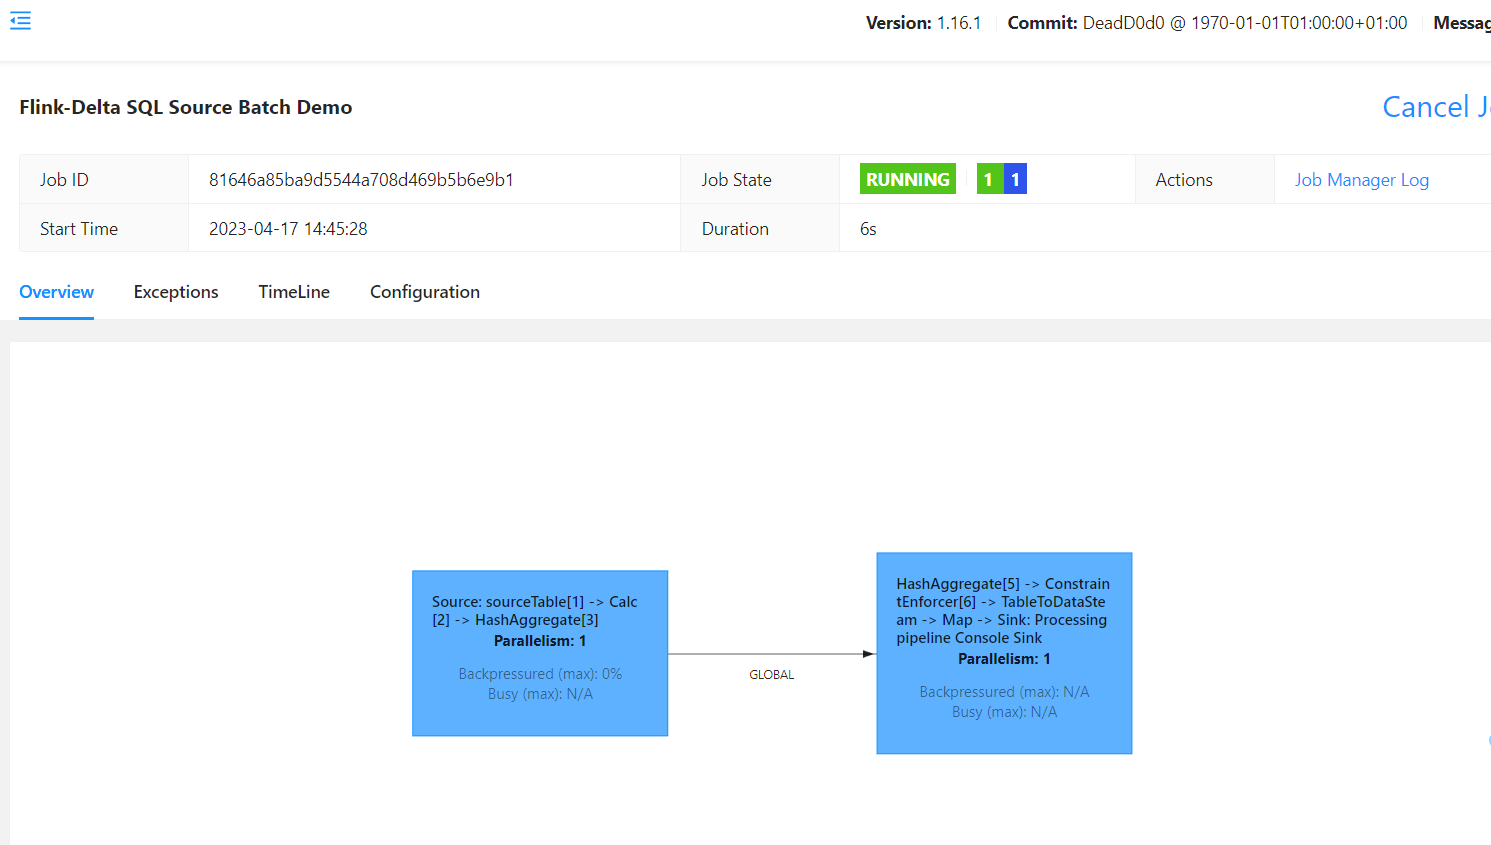 Version: 1.16.1 Commit: DeadD0d0 @ 1970-01-01T01:00:00+01:00 Messag
Flink-Delta SQL Source Batch Demo
Cancel J
Job ID 81646a85ba9d5544a708d469b5b6e9b1 Job State RUNNING 1 1 Actions Job Manager Log
Start Time 2023-04-17 14:45:28 Duration 6s
Overview Exceptions TimeLine Configuration
Source: sourceTable[1] -> Calc
[2] -> HashAggregate[3]
Parallelism: 1
Backpressured (max): 0%
Busy (max): N/A
GLOBAL
HashAggregate[5] -> Constrain
tEnforcer[6] -> TableToDataSte
am -> Map -> Sink: Processing
pipeline Console Sink
Parallelism: 1
Backpressured (max): N/A
Busy (max): N/A